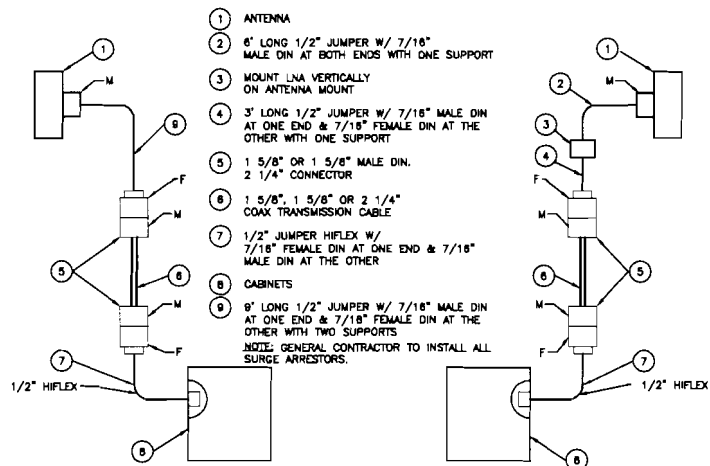 1 ANTENNA
2 6' LONG 1/2" JUMPER W/ 7/16"
MALE DIN AT BOTH ENDS WITH ONE SUPPORT
3 MOUNT LNA VERTICALLY
ON ANTENNA MOUNT
4 3' LONG 1/2" JUMPER W/ 7/16" MALE DIN
AT ONE END & 7/16" FEMALE DIN AT THE
OTHER WITH ONE SUPPORT
5 1 5/8" OR 1 5/8" MALE DIN.
2 1/4" CONNECTOR
6 1 5/8", 1 5/8" OR 2 1/4"
COAX TRANSMISSION CABLE
7 1/2" JUMPER HIFLEX W/
7/16" FEMALE DIN AT ONE END & 7/16"
MALE DIN AT THE OTHER
8 CABINETS
9 9' LONG 1/2" JUMPER W/ 7/16" MALE DIN
AT ONE END & 7/16" FEMALE DIN AT THE
OTHER WITH TWO SUPPORTS
NOTE: GENERAL CONTRACTOR TO INSTALL ALL
SURGE ARRESTORS.
1
M
9
F
M
5
6
M
F
7
1/2" HIFLEX
8
1
M
2
3
4
F
M
6
5
M
F
7
1/2" HIFLEX
8